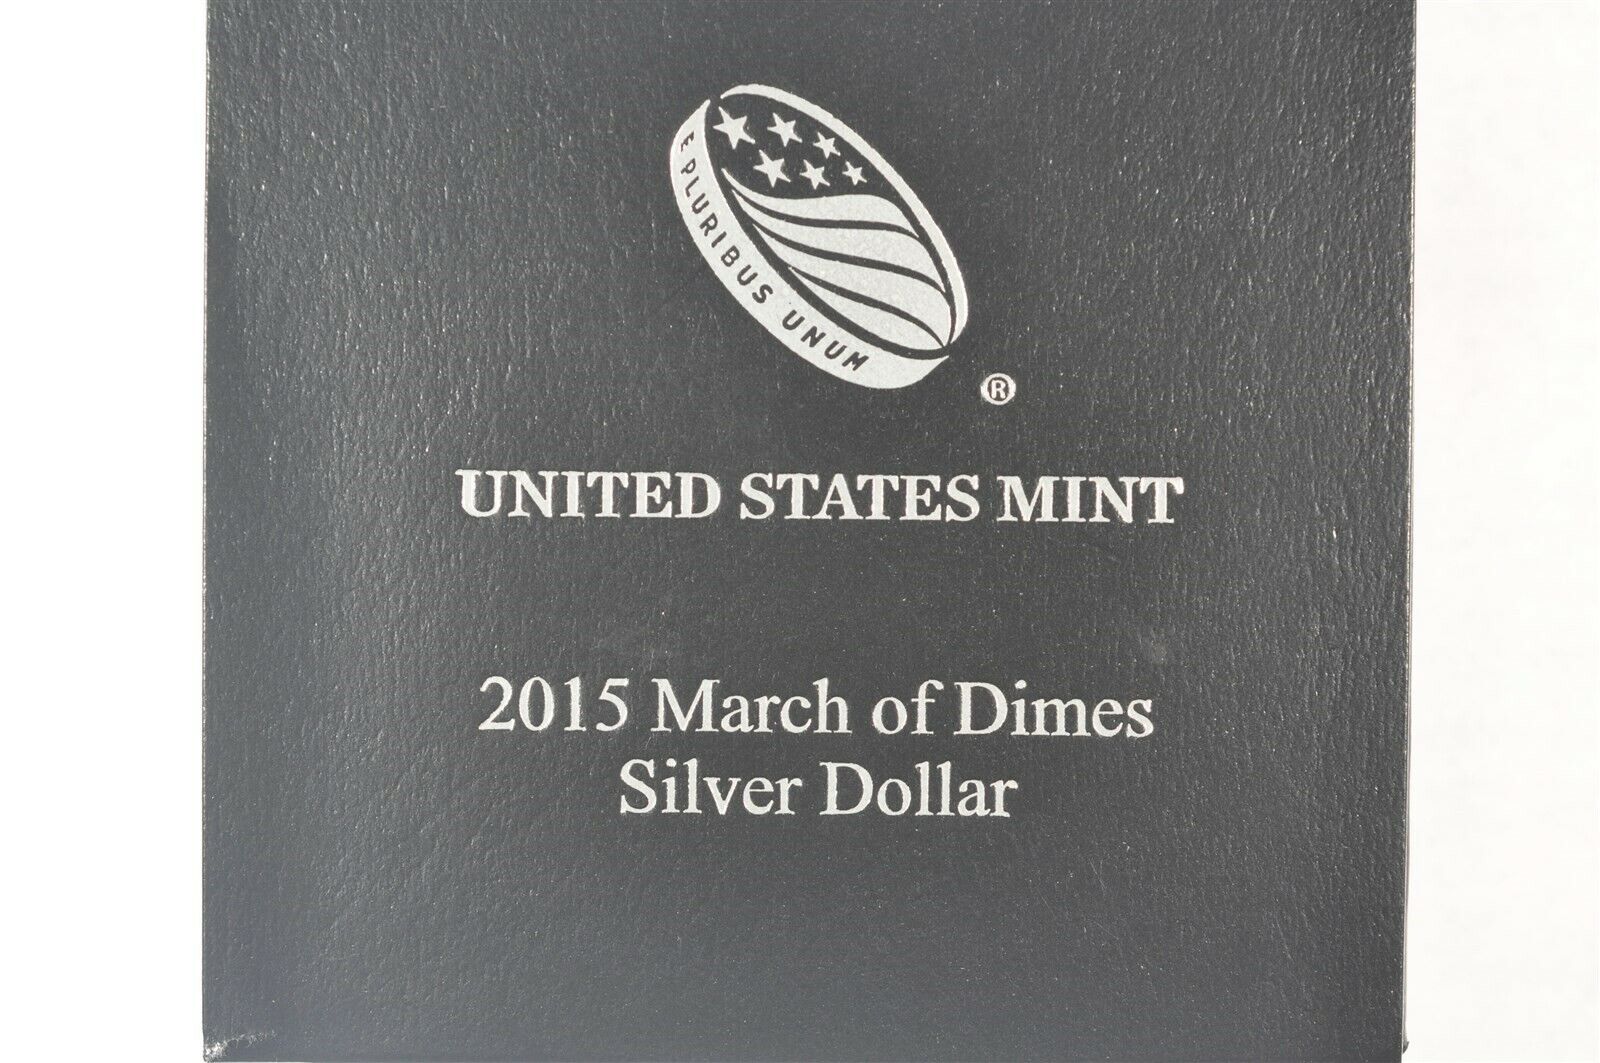 E PLURIBUS UNUM
®
UNITED STATES MINT
2015 March of Dimes
Silver Dollar